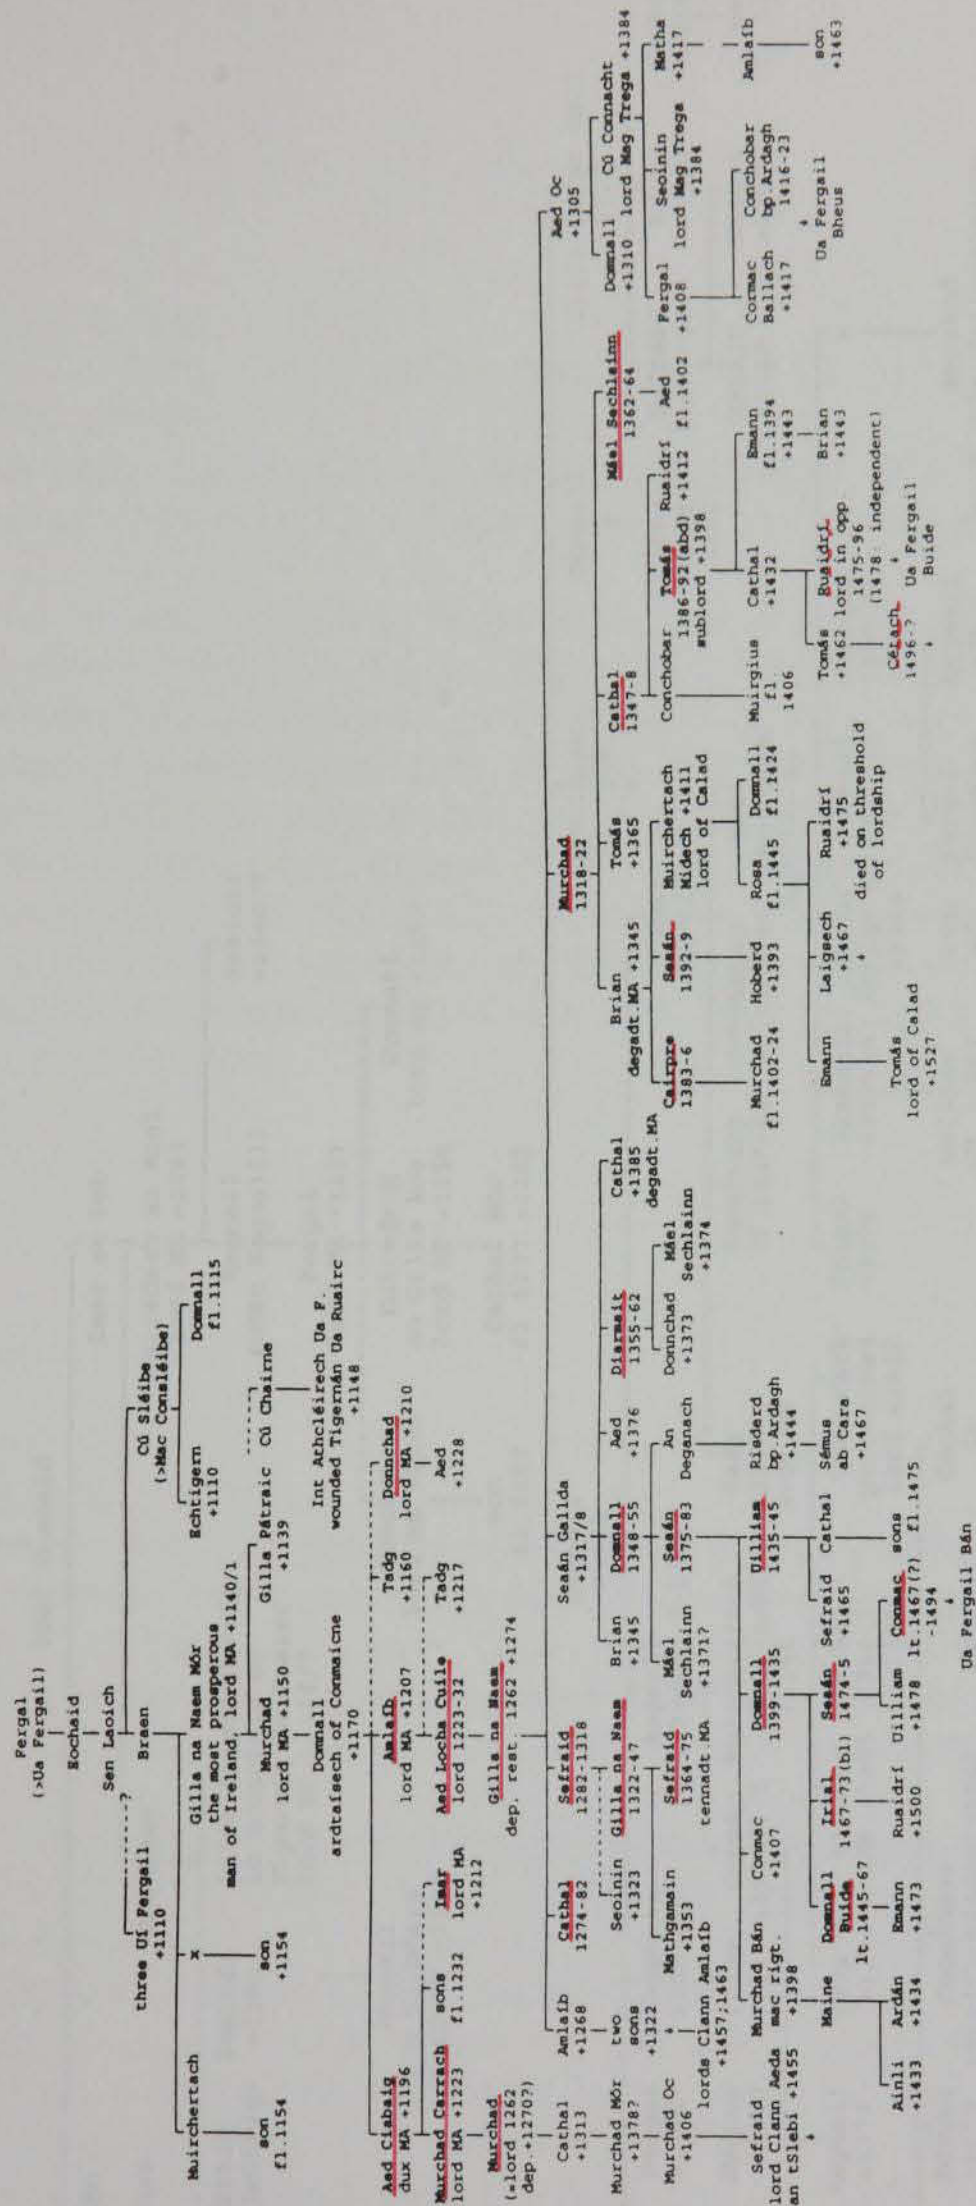 Fergal
(>Ua Fergail)
Eochaid
Sen Laoich
?
three Uí Fergail
+1110
Braen
Cú Sléibe
(>Mac Consléibe)
Echtigern
+1110
Domnall
fl.1115
Muirchertach
x
Gilla na Naem Mór
the most prosperous
man of Ireland, lord MA +1140/1
son
fl.1154
son
+1154
Murchad
lord MA +1150
Gilla Pátraic
+1139
Cú Chairne
Domnall
ardtaísech of Conmaicne
+1170
Int Athcléirech Ua F.
wounded Tigernán Ua Ruairc
+1148
Aed Ciabaig
dux MA +1196
Amlaíb
lord MA +1207
Tadg
+1160
Donnchad
lord MA +1210
Murchad Carrach
lord MA +1223
sons
fl.1232
Imar
lord MA
+1212
Aed Locha Cuile
lord 1223-32
Tadg
+1217
Aed
+1228
Murchad
(=lord 1262
dep.+1270?)
Gilla na Naem
dep. rest. 1262 +1274
Cathal
+1313
Amlaíb
+1268
Cathal
1274-82
Sefraid
1282-1318
Seaán Gallda
+1317/8
Murchad
1318-22
Aed Oc
+1305
Murchad Mór
+1378?
two
sons
+1322
Seoinin
+1323
Gilla na Naem
1322-47
Brian
+1345
Domnall
1348-55
Aed
+1376
Diarmait
1355-62
Cathal
+1385
degadt.MA
Brian
degadt.MA +1345
Tomás
+1365
Cathal
1347-8
Máel Sechlainn
1362-64
Domnall
+1310
Cú Connacht
lord Mag Trega +1384
Murchad Oc
+1406
lords Clann Amlaíb
+1457;1463
Mathgamain
+1353
Sefraid
1364-75
tennadt MA
Máel
Sechlainn
+1371?
Seaán
1375-83
An
Deganach
Donnchad
+1373
Máel
Sechlainn
+1374
Cairpre
1383-6
Seaán
1392-9
Muirchertach
Midech +1411
lord of Calad
Conchobar
Tomás
1386-92(abd)
sublord +1398
Ruaidrí
+1412
Aed
fl.1402
Fergal
+1408
Seoinin
lord Mag Trega
+1384
Matha
+1417
Sefraid
lord Clann Aeda
an tSlebi +1455
Murchad Bán
mac rigt.
+1398
Conmac
+1407
Domnall
1399-1435
Uilliam
1435-45
Risderd
bp.Ardagh
+1444
Murchad
fl.1402-24
Hoberd
+1393
Rosa
fl.1445
Domnall
fl.1424
Muirgius
fl.
1406
Cathal
+1432
Emann
fl.1394
+1443
Cormac
Ballach
+1417
Conchobar
bp.Ardagh
1416-23
Amlaíb
Maine
Domnall
Buide
lt.1445-67
Irial
1467-73(bl)
Seaán
1474-5
Sefraid
+1465
Cathal
Sémus
ab Cara
+1467
Emann
Laigsech
+1467
Ruaidrí
+1475
died on threshold
of lordship
Tomás
+1462
Ruaidrí
lord in opp
1475-96
(1478: independent)
Brian
+1443
Ua Fergail
Bheus
son
+1463
Ainli
+1433
Ardán
+1434
Emann
+1473
Ruaidrí
+1500
Uilliam
+1478
Conmac
lt.1467(?)
-1494
sons
fl.1475
Tomás
lord of Calad
+1527
Cérach
1496-?
Ua Fergail
Buide
Ua Fergail Bán